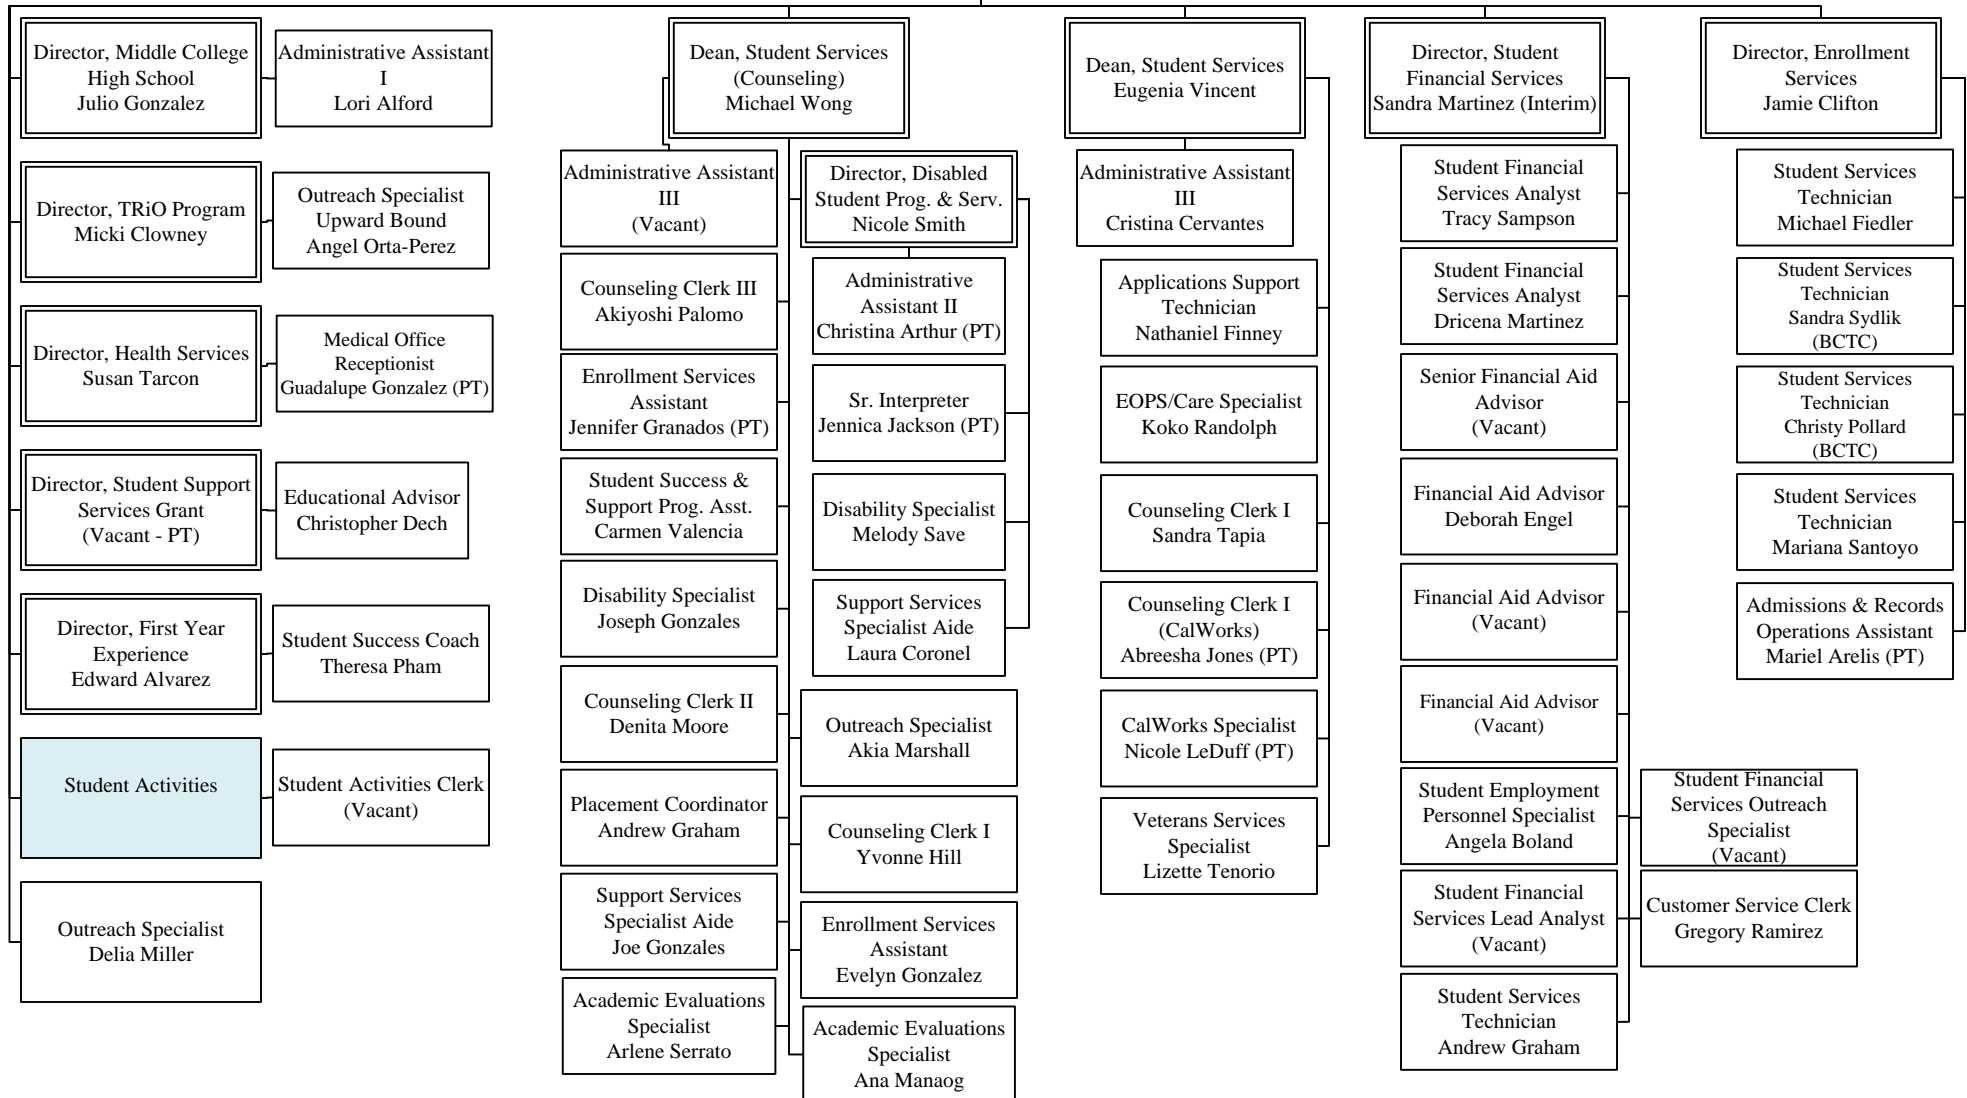 Director, Middle College
High School
Julio Gonzalez
Administrative Assistant
I
Lori Alford
Director, TRiO Program
Micki Clowney
Outreach Specialist
Upward Bound
Angel Orta-Perez
Director, Health Services
Susan Tarcon
Medical Office
Receptionist
Guadalupe Gonzalez (PT)
Director, Student Support
Services Grant
(Vacant - PT)
Educational Advisor
Christopher Dech
Director, First Year
Experience
Edward Alvarez
Student Success Coach
Theresa Pham
Student Activities
Student Activities Clerk
(Vacant)
Outreach Specialist
Delia Miller
Dean, Student Services
(Counseling)
Michael Wong
Administrative Assistant
III
(Vacant)
Counseling Clerk III
Akiyoshi Palomo
Enrollment Services
Assistant
Jennifer Granados (PT)
Student Success &
Support Prog. Asst.
Carmen Valencia
Disability Specialist
Joseph Gonzales
Counseling Clerk II
Denita Moore
Placement Coordinator
Andrew Graham
Support Services
Specialist Aide
Joe Gonzales
Academic Evaluations
Specialist
Arlene Serrato
Director, Disabled
Student Prog. & Serv.
Nicole Smith
Administrative
Assistant II
Christina Arthur (PT)
Sr. Interpreter
Jennica Jackson (PT)
Disability Specialist
Melody Save
Support Services
Specialist Aide
Laura Coronel
Outreach Specialist
Akia Marshall
Counseling Clerk I
Yvonne Hill
Enrollment Services
Assistant
Evelyn Gonzalez
Academic Evaluations
Specialist
Ana Manaog
Dean, Student Services
Eugenia Vincent
Administrative Assistant
III
Cristina Cervantes
Applications Support
Technician
Nathaniel Finney
EOPS/Care Specialist
Koko Randolph
Counseling Clerk I
Sandra Tapia
Counseling Clerk I
(CalWorks)
Abreesha Jones (PT)
CalWorks Specialist
Nicole LeDuff (PT)
Veterans Services
Specialist
Lizette Tenorio
Director, Student
Financial Services
Sandra Martinez (Interim)
Student Financial
Services Analyst
Tracy Sampson
Student Financial
Services Analyst
Dricena Martinez
Senior Financial Aid
Advisor
(Vacant)
Financial Aid Advisor
Deborah Engel
Financial Aid Advisor
(Vacant)
Financial Aid Advisor
(Vacant)
Student Employment
Personnel Specialist
Angela Boland
Student Financial
Services Outreach
Specialist
(Vacant)
Student Financial
Services Lead Analyst
(Vacant)
Customer Service Clerk
Gregory Ramirez
Student Services
Technician
Andrew Graham
Director, Enrollment
Services
Jamie Clifton
Student Services
Technician
Michael Fiedler
Student Services
Technician
Sandra Sydlik
(BCTC)
Student Services
Technician
Christy Pollard
(BCTC)
Student Services
Technician
Mariana Santoyo
Admissions & Records
Operations Assistant
Mariel Arelis (PT)